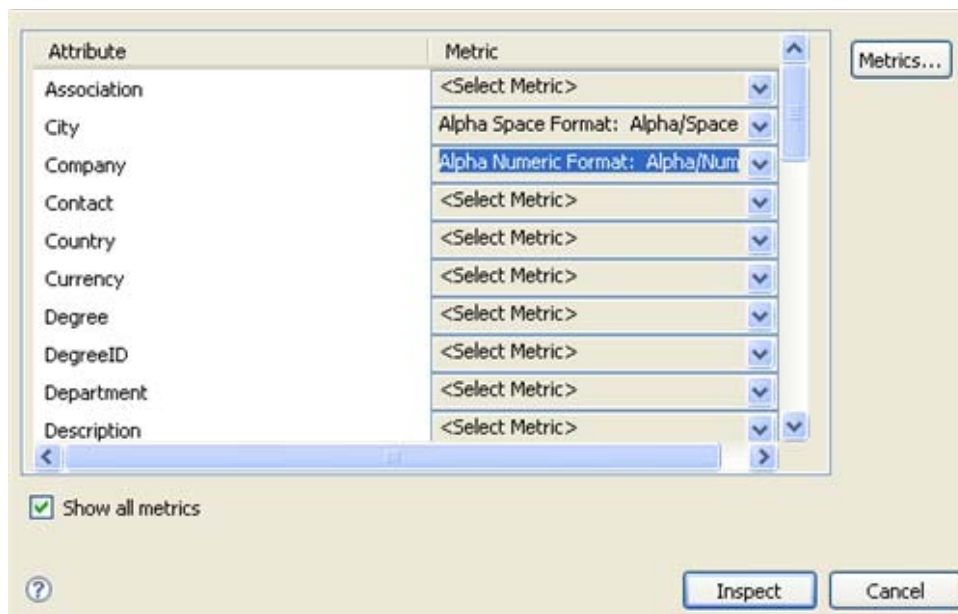 Attribute Metric
Metrics...
Association <Select Metric>
City Alpha Space Format: Alpha/Space
Company Alpha Numeric Format: Alpha/Num
Contact <Select Metric>
Country <Select Metric>
Currency <Select Metric>
Degree <Select Metric>
DegreeID <Select Metric>
Department <Select Metric>
Description <Select Metric>
Show all metrics
? Inspect Cancel